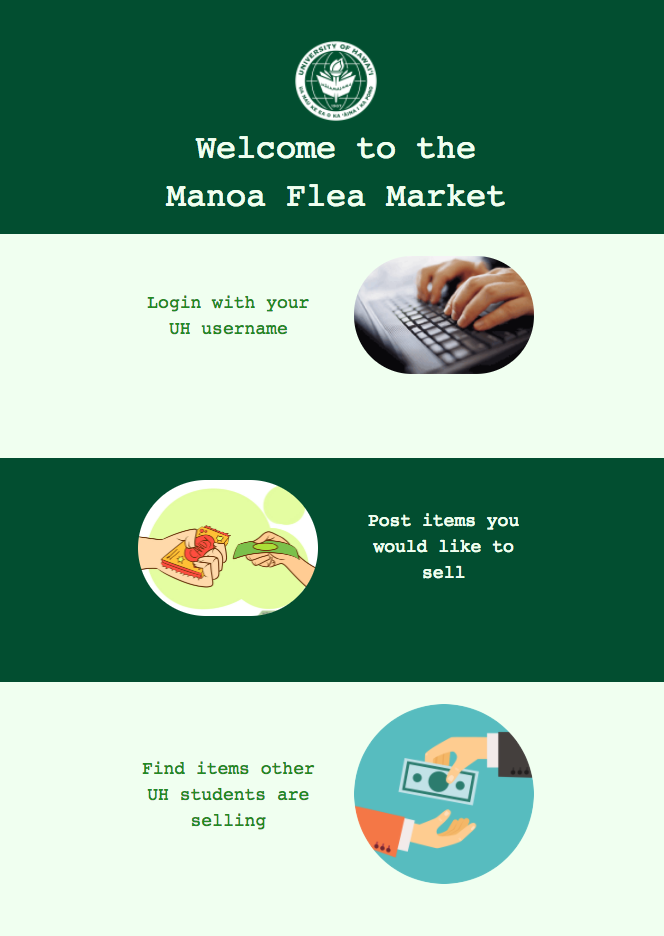 UNIVERSITY OF HAWAI'I
Welcome to the
Manoa Flea Market
Login with your
UH username
Post items you
would like to
sell
Find items other
UH students are
selling